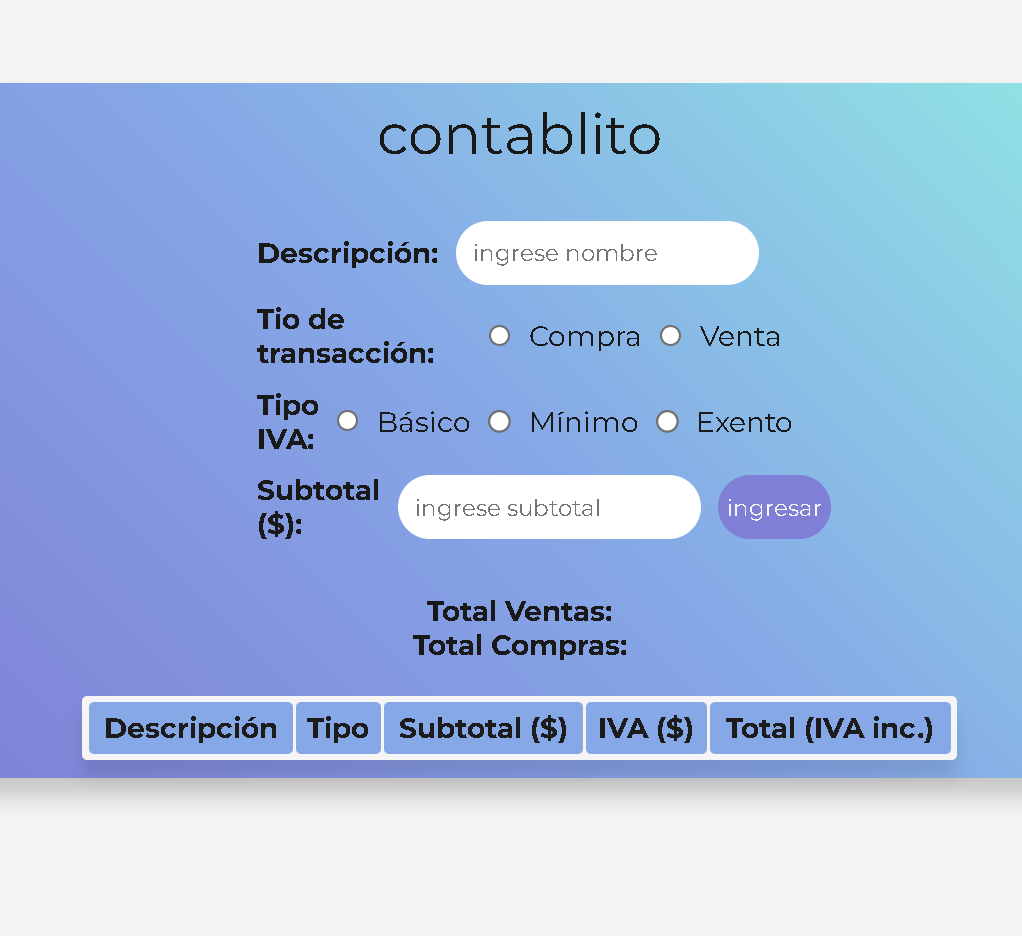 contablito
Descripción: ingrese nombre
Tio de
transacción: Compra Venta
Tipo
IVA: Básico Mínimo Exento
Subtotal
($): ingrese subtotal ingresar
Total Ventas:
Total Compras:
Descripción Tipo Subtotal ($) IVA ($) Total (IVA inc.)